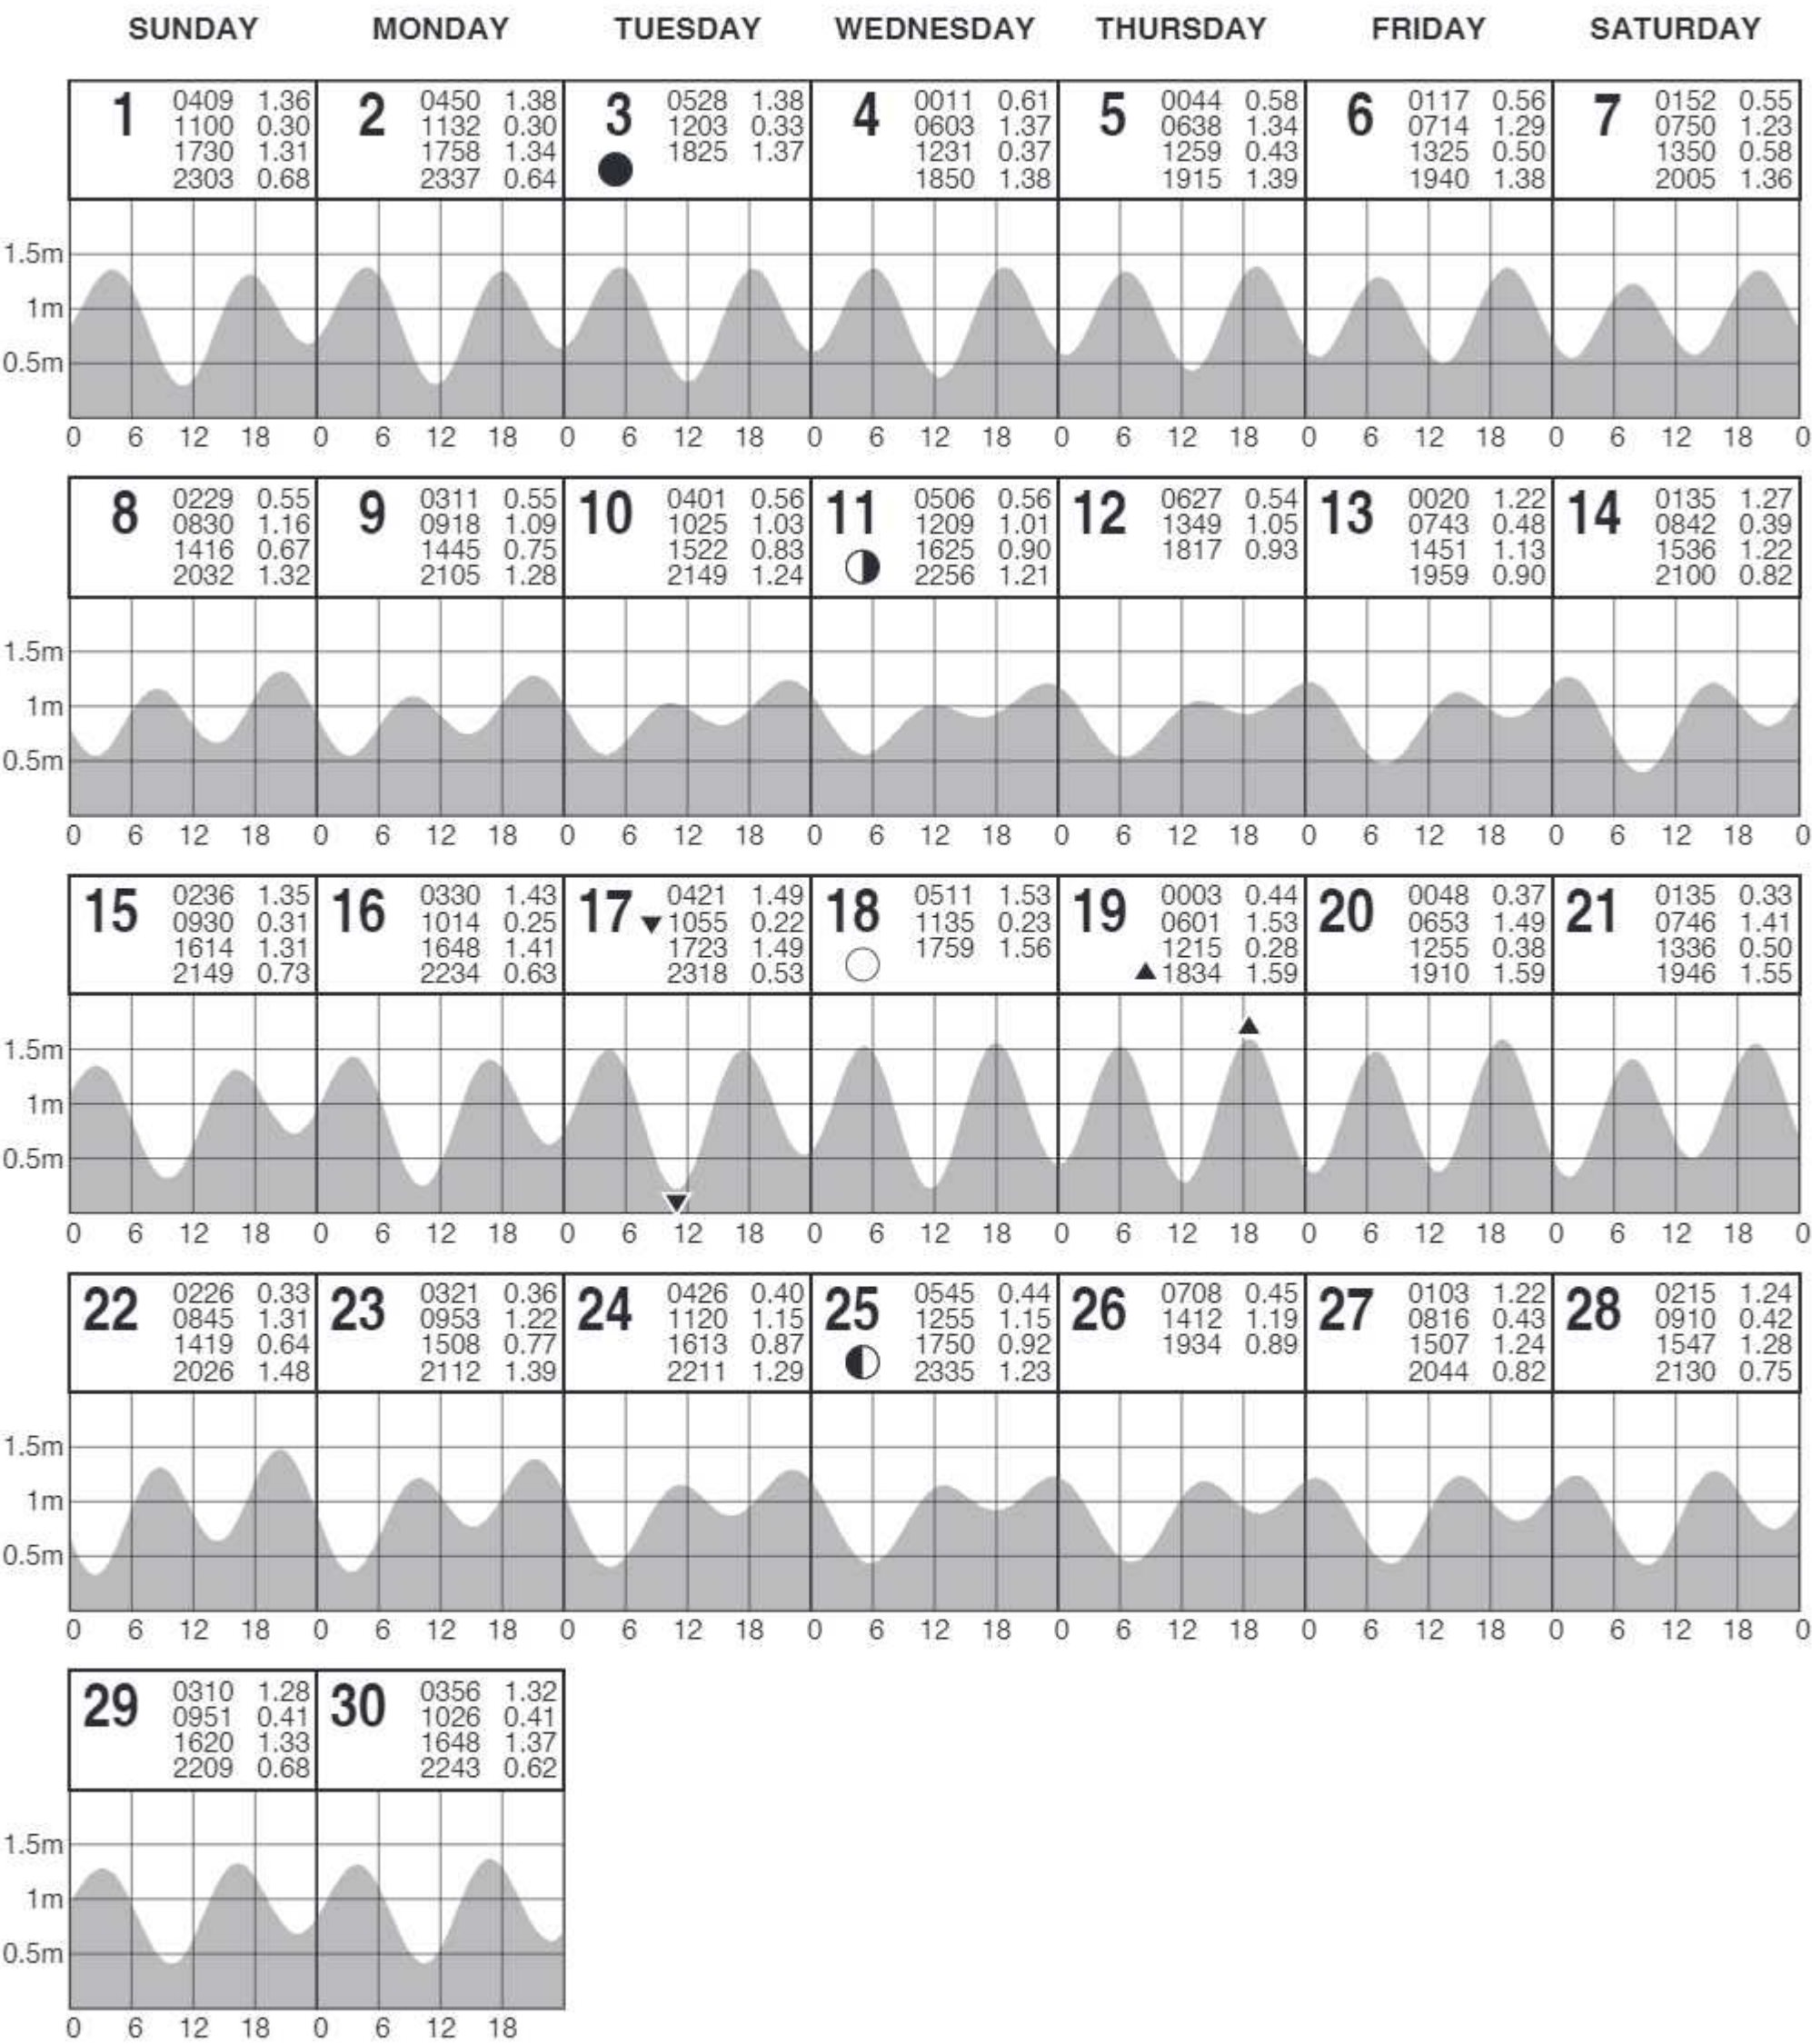 SUNDAY MONDAY TUESDAY WEDNESDAY THURSDAY FRIDAY SATURDAY
1 0409 1.36
1100 0.30
1730 1.31
2303 0.68
2 0450 1.38
1132 0.30
1758 1.34
2337 0.64
3 0528 1.38
1203 0.33
1825 1.37
4 0011 0.61
0603 1.37
1231 0.37
1850 1.38
5 0044 0.58
0638 1.34
1259 0.43
1915 1.39
6 0117 0.56
0714 1.29
1325 0.50
1940 1.38
7 0152 0.55
0750 1.23
1350 0.58
2005 1.36
1.5m
1m
0.5m
0 6 12 18 0 6 12 18 0 6 12 18 0 6 12 18 0 6 12 18 0 6 12 18 0 6 12 18 0
8 0229 0.55
0830 1.16
1416 0.67
2032 1.32
9 0311 0.55
0918 1.09
1445 0.75
2105 1.28
10 0401 0.56
1025 1.03
1522 0.83
2149 1.24
11 0506 0.56
1209 1.01
1625 0.90
2256 1.21
12 0627 0.54
1349 1.05
1817 0.93
13 0020 1.22
0743 0.48
1451 1.13
1959 0.90
14 0135 1.27
0842 0.39
1536 1.22
2100 0.82
1.5m
1m
0.5m
0 6 12 18 0 6 12 18 0 6 12 18 0 6 12 18 0 6 12 18 0 6 12 18 0 6 12 18 0
15 0236 1.35
0930 0.31
1614 1.31
2149 0.73
16 0330 1.43
1014 0.25
1648 1.41
2234 0.63
17 0421 1.49
▼1055 0.22
1723 1.49
2318 0.53
18 0511 1.53
1135 0.23
1759 1.56
19 0003 0.44
0601 1.53
1215 0.28
▲1834 1.59
20 0048 0.37
0653 1.49
1255 0.38
1910 1.59
21 0135 0.33
0746 1.41
1336 0.50
1946 1.55
1.5m
1m
0.5m
0 6 12 18 0 6 12 18 0 6 12 18 0 6 12 18 0 6 12 18 0 6 12 18 0 6 12 18 0
22 0226 0.33
0845 1.31
1419 0.64
2026 1.48
23 0321 0.36
0953 1.22
1508 0.77
2112 1.39
24 0426 0.40
1120 1.15
1613 0.87
2211 1.29
25 0545 0.44
1255 1.15
1750 0.92
2335 1.23
26 0708 0.45
1412 1.19
1934 0.89
27 0103 1.22
0816 0.43
1507 1.24
2044 0.82
28 0215 1.24
0910 0.42
1547 1.28
2130 0.75
1.5m
1m
0.5m
0 6 12 18 0 6 12 18 0 6 12 18 0 6 12 18 0 6 12 18 0 6 12 18 0 6 12 18 0
29 0310 1.28
0951 0.41
1620 1.33
2209 0.68
30 0356 1.32
1026 0.41
1648 1.37
2243 0.62
1.5m
1m
0.5m
0 6 12 18 0 6 12 18